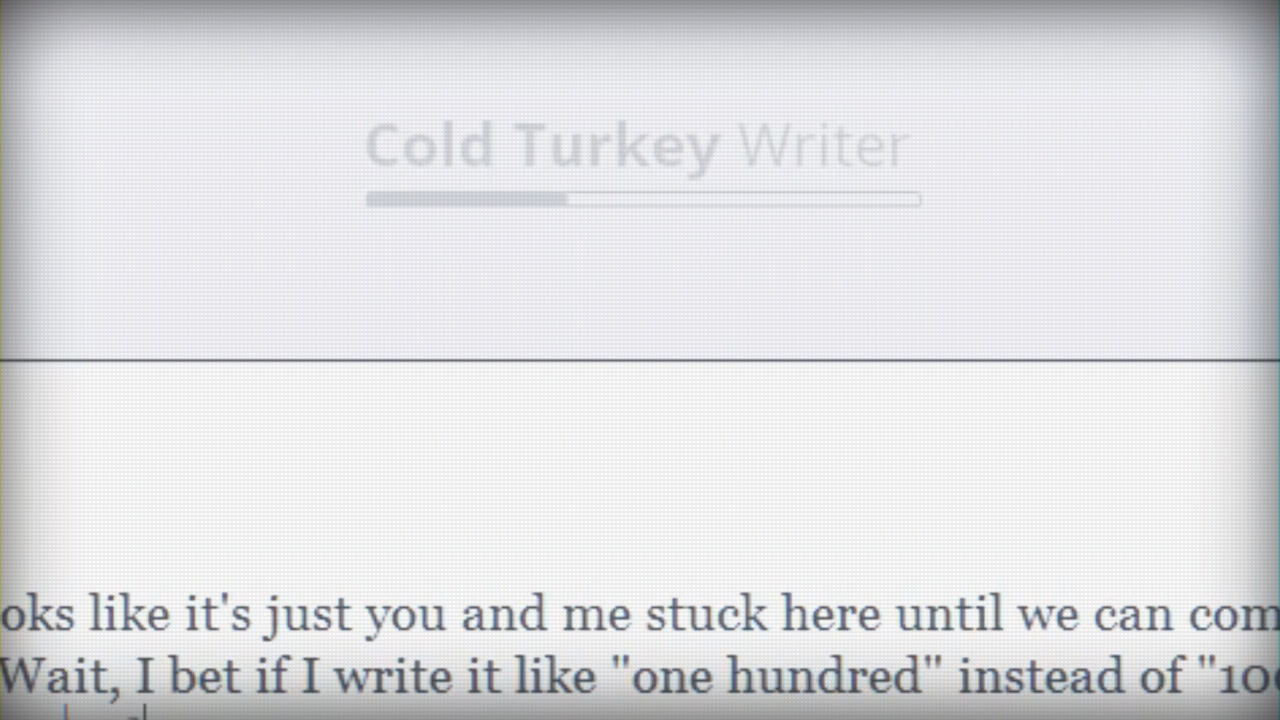 Cold Turkey Writer
oks like it's just you and me stuck here until we can com
Wait, I bet if I write it like "one hundred" instead of "10